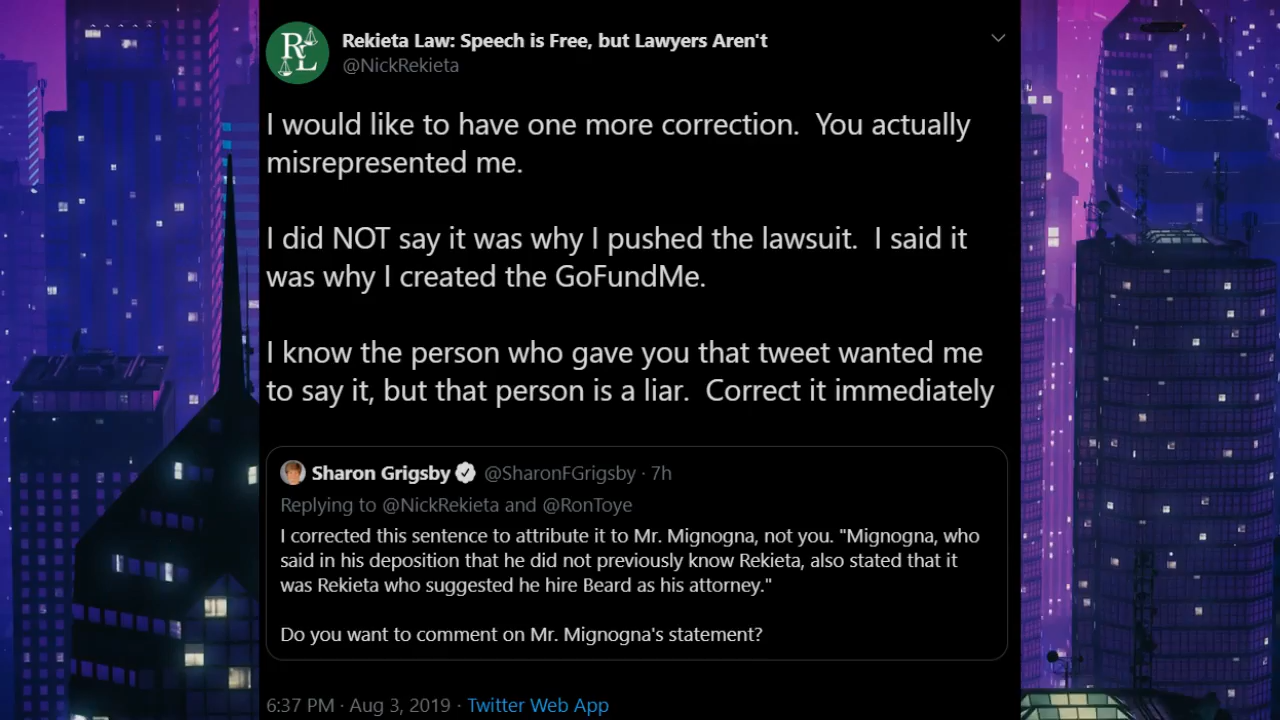 RL
Rekieta Law: Speech is Free, but Lawyers Aren't
@NickRekieta
I would like to have one more correction.  You actually
misrepresented me.
I did NOT say it was why I pushed the lawsuit.  I said it
was why I created the GoFundMe.
I know the person who gave you that tweet wanted me
to say it, but that person is a liar.  Correct it immediately
Sharon Grigsby @SharonFGrigsby · 7h
Replying to @NickRekieta and @RonToye
I corrected this sentence to attribute it to Mr. Mignogna, not you. "Mignogna, who
said in his deposition that he did not previously know Rekieta, also stated that it
was Rekieta who suggested he hire Beard as his attorney."
Do you want to comment on Mr. Mignogna's statement?
6:37 PM · Aug 3, 2019 · Twitter Web App